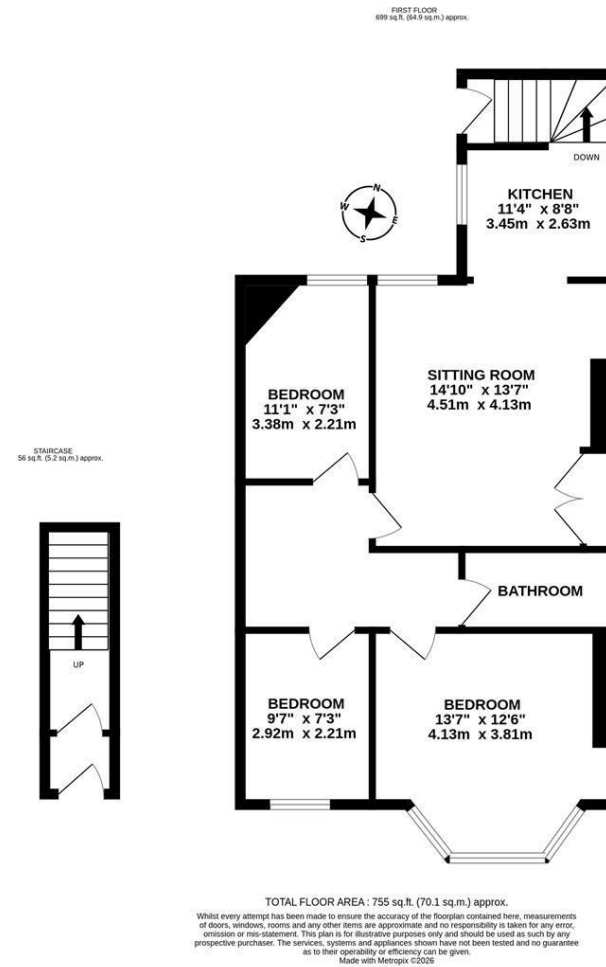 FIRST FLOOR
699 sq.ft. (64.9 sq.m.) approx.
DOWN
KITCHEN
11'4" x 8'8"
3.45m x 2.63m
N
W
E
S
SITTING ROOM
14'10" x 13'7"
4.51m x 4.13m
BEDROOM
11'1" x 7'3"
3.38m x 2.21m
STAIRCASE
56 sq.ft. (5.2 sq.m.) approx.
UP
BATHROOM
BEDROOM
9'7" x 7'3"
2.92m x 2.21m
BEDROOM
13'7" x 12'6"
4.13m x 3.81m
TOTAL FLOOR AREA : 755 sq.ft. (70.1 sq.m.) approx.
Whilst every attempt has been made to ensure the accuracy of the floorplan contained here, measurements
of doors, windows, rooms and any other items are approximate and no responsibility is taken for any error,
omission or mis-statement. This plan is for illustrative purposes only and should be used as such by any
prospective purchaser. The services, systems and appliances shown have not been tested and no guarantee
as to their operability or efficiency can be given.
Made with Metropix ©2026